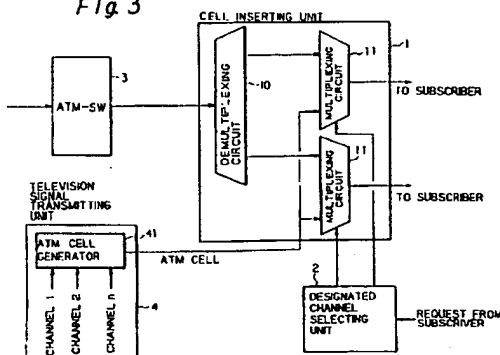 Fig. 3
CELL INSERTING UNIT
1
3
ATM-SW
DEMULTIPLEXING
CIRCUIT
10
MULTIPLEXING
CIRCUIT
11
TO SUBSCRIBER
MULTIPLEXING
CIRCUIT
11
TO SUBSCRIBER
TELEVISION
SIGNAL
TRANSMITTING
UNIT
ATM CELL
GENERATOR
41
ATM CELL
CHANNEL 1
CHANNEL 2
CHANNEL n
4
2
DESIGNATED
CHANNEL
SELECTING
UNIT
REQUEST FROM
SUBSCRIVER